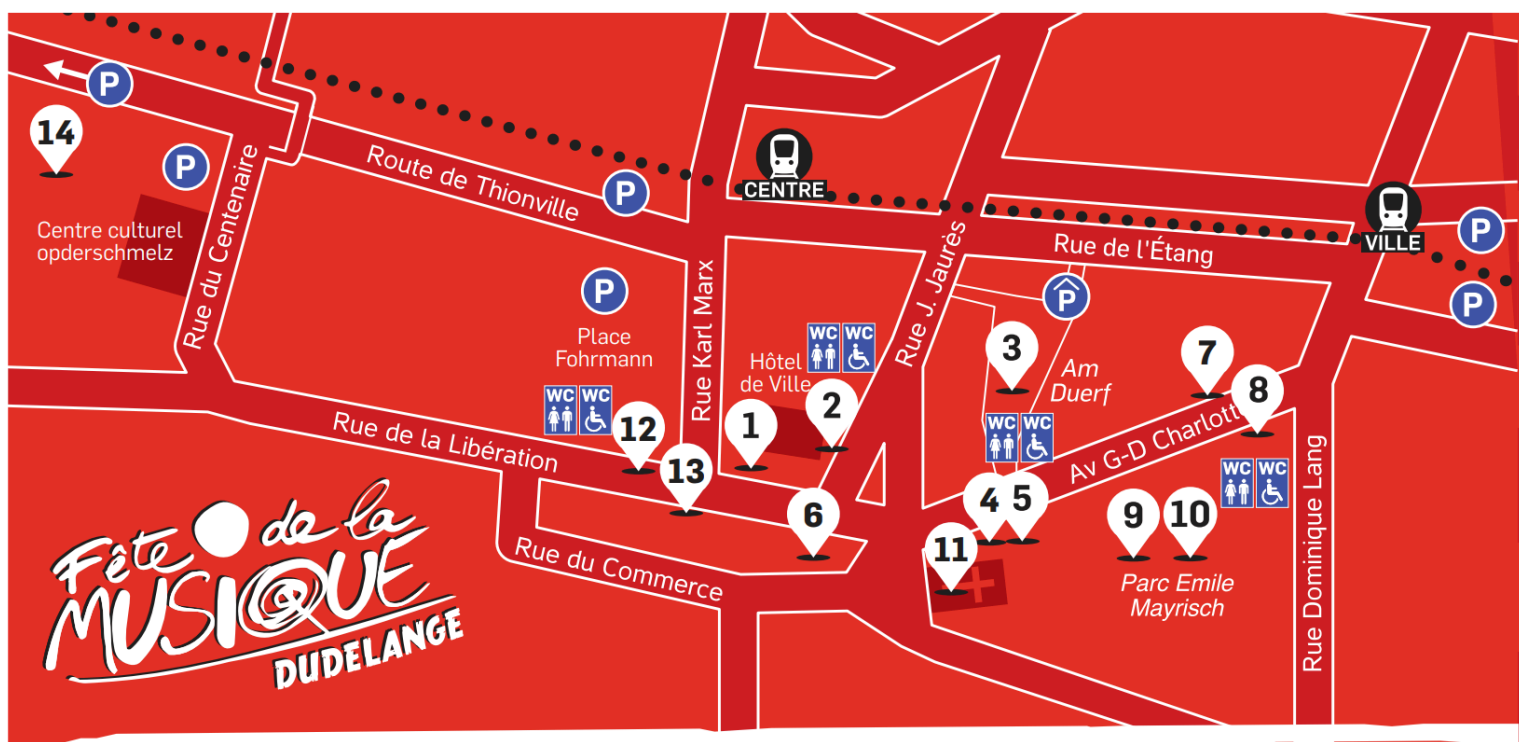 P
14
P
Centre culturel
opderschmelz
Rue du Centenaire
Route de Thionville
P
CENTRE
VILLE
P
P
Rue de l'Étang
P
Rue J. Jaurès
Rue Karl Marx
P
Place
Fohrmann
WC WC
12
Rue de la Libération
13
Hôtel
de Ville
WC WC
1
2
3
Am
Duerf
WC WC
7
8
Av G-D Charlott
4
5
6
9
10
WC WC
Parc Emile
Mayrisch
11
Rue Dominique Lang
Rue du Commerce
Fête de la
MUSIQUE
DUDELANGE